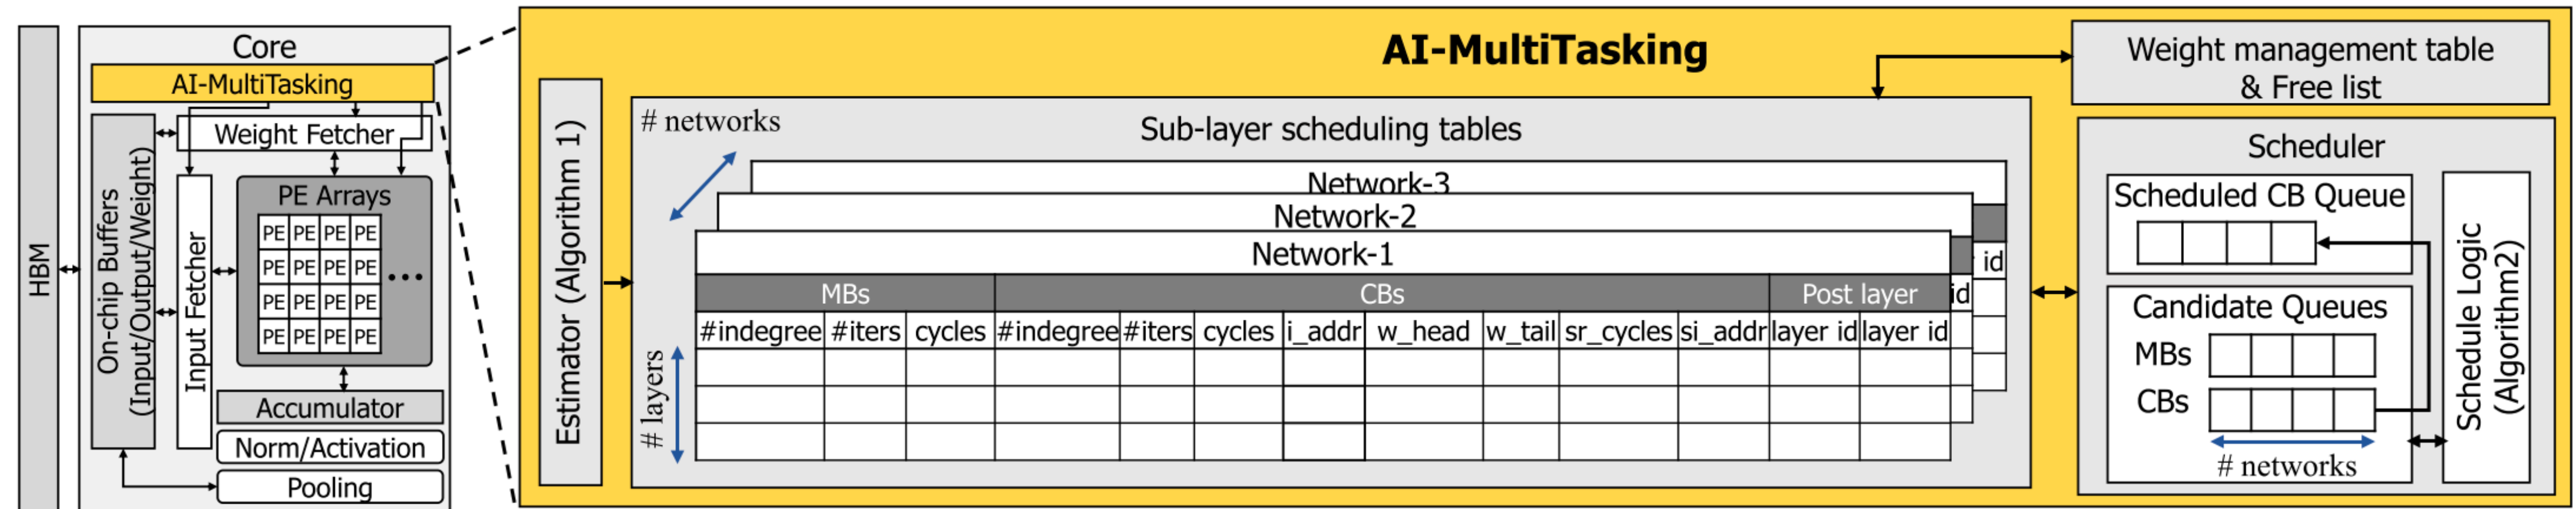 Core
AI-MultiTasking
HBM
On-chip Buffers
(Input/Output/Weight)
Weight Fetcher
Input Fetcher
PE Arrays
PE PE PE PE
PE PE PE PE
PE PE PE PE
PE PE PE PE
...
Accumulator
Norm/Activation
Pooling
AI-MultiTasking
Estimator (Algorithm 1)
# networks
Sub-layer scheduling tables
Network-3
Network-2
Network-1
id
MBs CBs Post layer id
#indegree #iters cycles #indegree #iters cycles i_addr w_head w_tail sr_cycles si_addr layer id layer id
# layers
Weight management table
& Free list
Scheduler
Scheduled CB Queue
Candidate Queues
MBs
CBs
# networks
Schedule Logic
(Algorithm2)